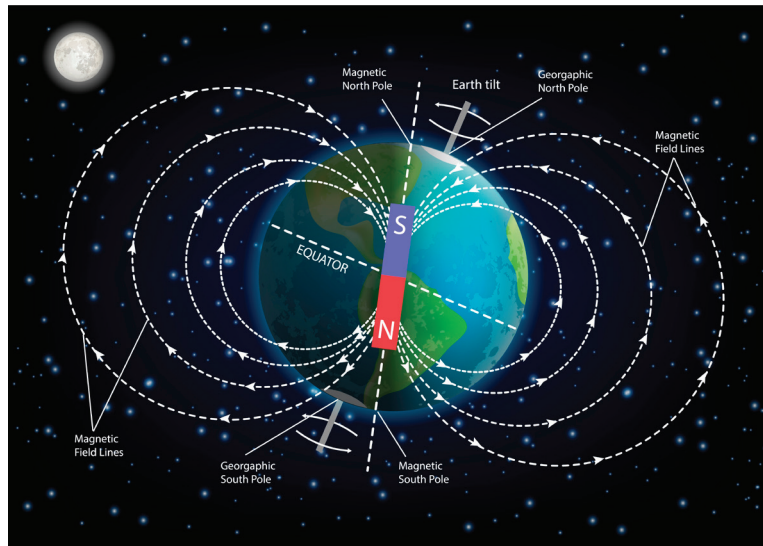 Magnetic
North Pole
Earth tilt
Georgaphic
North Pole
Magnetic
Field Lines
S
EQUATOR
N
Magnetic
Field Lines
Georgaphic
South Pole
Magnetic
South Pole